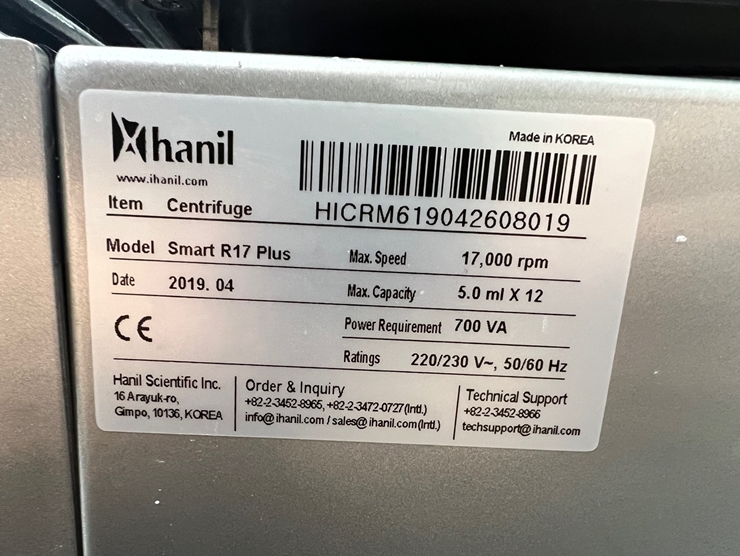 hanil
Made in KOREA
www.ihanil.com
Item Centrifuge
HICRM619042608019
Model Smart R17 Plus
Max. Speed 17,000 rpm
Date 2019. 04
Max. Capacity 5.0 ml X 12
CE
Power Requirement 700 VA
Ratings 220/230 V~, 50/60 Hz
Hanil Scientific Inc.
16 Arayuk-ro,
Gimpo, 10136, KOREA
Order & Inquiry
+82-2-3452-8965, +82-2-3472-0727(Intl.)
info@ihanil.com / sales@ihanil.com(Intl.)
Technical Support
+82-2-3452-8966
techsupport@ihanil.com